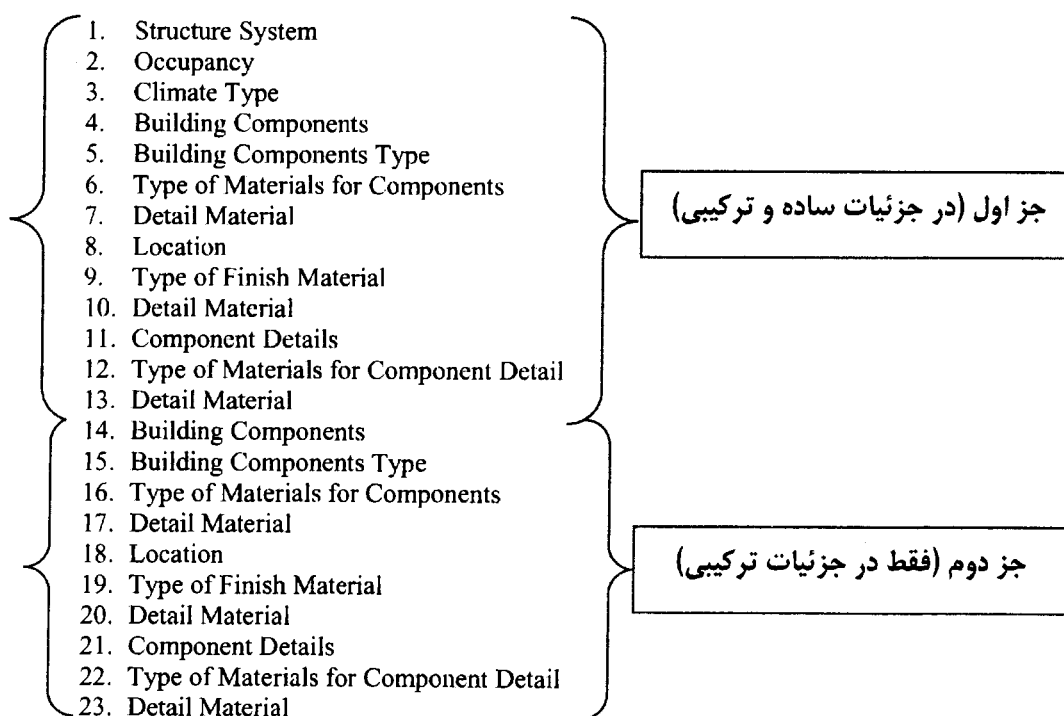 1. Structure System
2. Occupancy
3. Climate Type
4. Building Components
5. Building Components Type
6. Type of Materials for Components
7. Detail Material
8. Location
9. Type of Finish Material
10. Detail Material
11. Component Details
12. Type of Materials for Component Detail
13. Detail Material
14. Building Components
15. Building Components Type
16. Type of Materials for Components
17. Detail Material
18. Location
19. Type of Finish Material
20. Detail Material
21. Component Details
22. Type of Materials for Component Detail
23. Detail Material
جز اول (در جزئیات ساده و ترکیبی)
جز دوم (فقط در جزئیات ترکیبی)